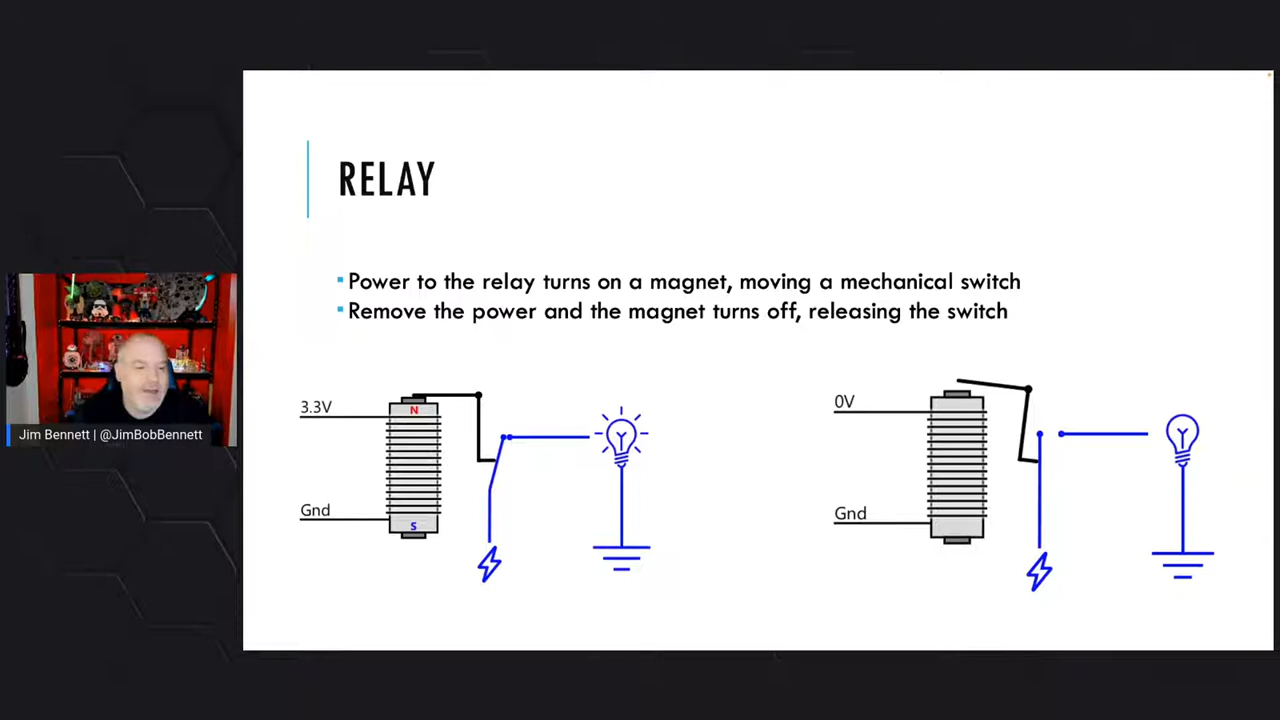 RELAY
Power to the relay turns on a magnet, moving a mechanical switch
Remove the power and the magnet turns off, releasing the switch
3.3V
N
Gnd
S
0V
Gnd
Jim Bennett | @JimBobBennett